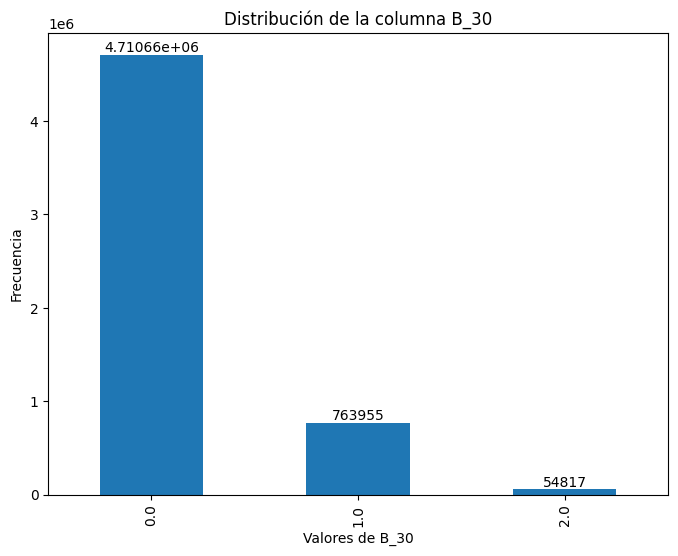 Distribución de la columna B_30
1e6
4.71066e+06
763955
54817
4
3
2
1
0
Frecuencia
0.0
1.0
2.0
Valores de B_30